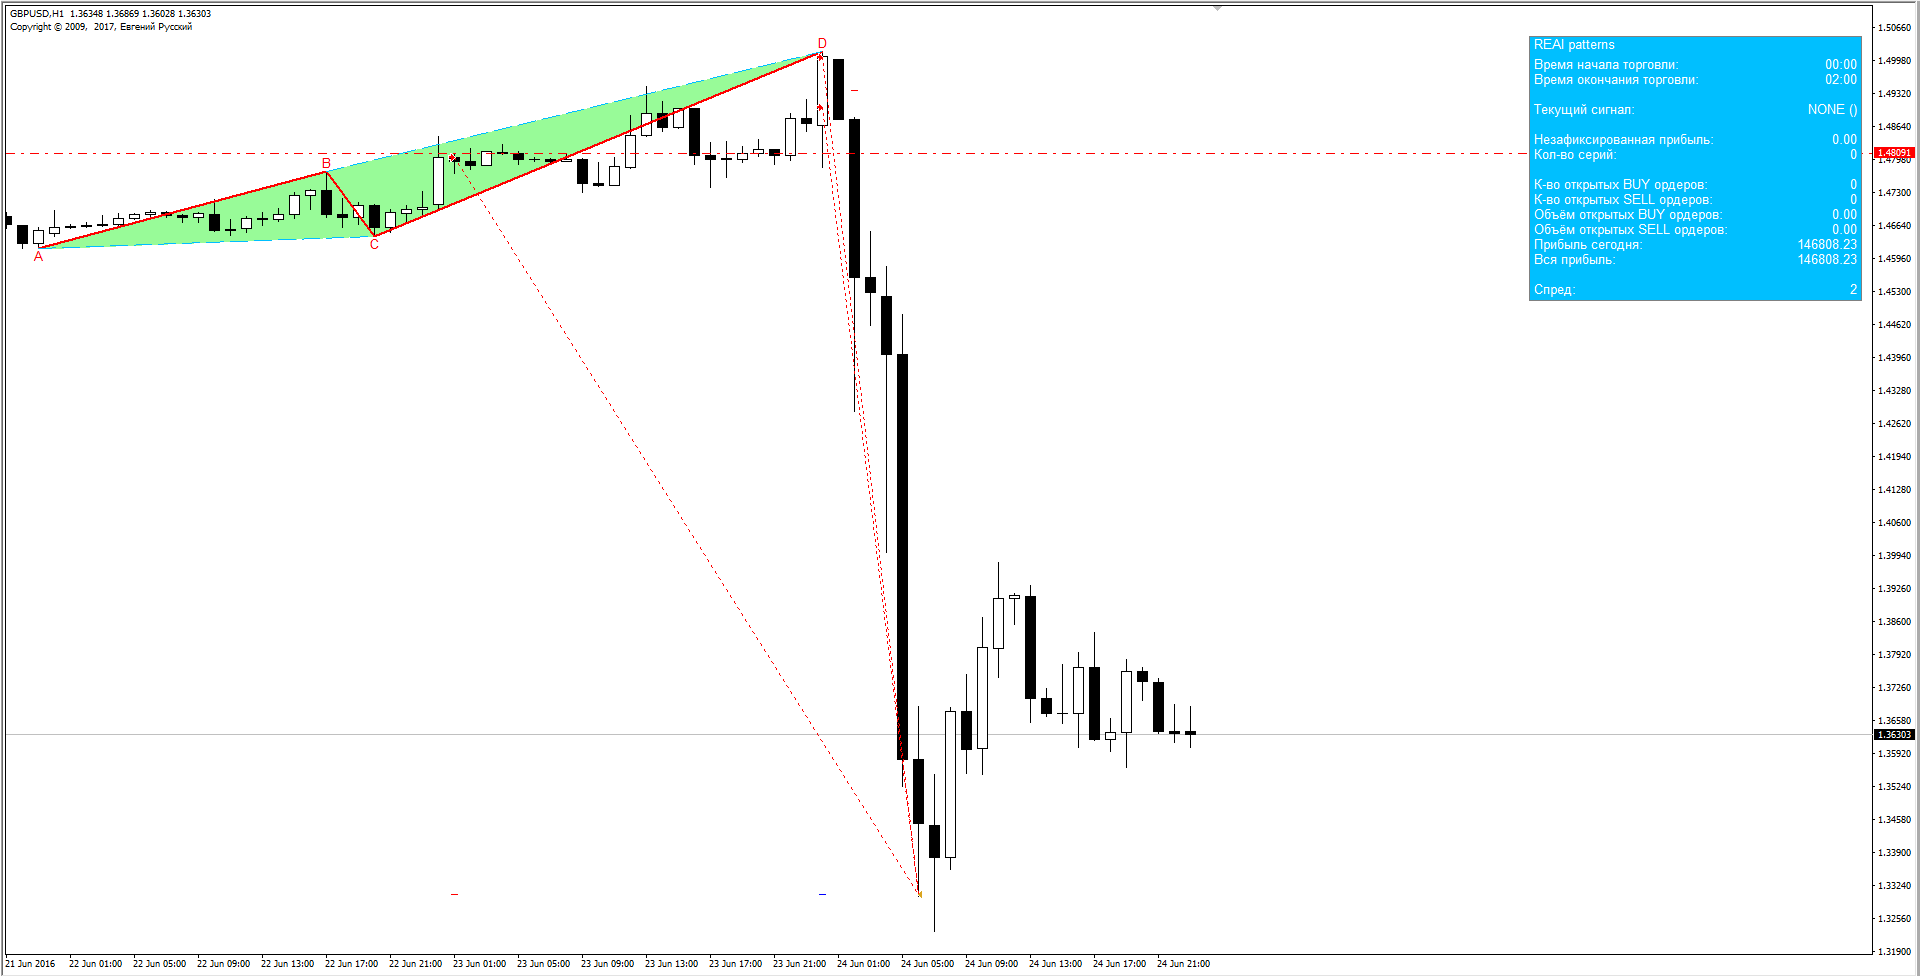 GBPUSD,H1 1.36348 1.36869 1.36028 1.36303
Copyright © 2009, 2017, Евгений Русский
A
B
C
D
REAI patterns
Время начала торговли: 00:00
Время окончания торговли: 02:00
Текущий сигнал: NONE ()
Незафиксированная прибыль: 0.00
Кол-во серий: 0
К-во открытых BUY ордеров: 0
К-во открытых SELL ордеров: 0
Объём открытых BUY ордеров: 0.00
Объём открытых SELL ордеров: 0.00
Прибыль сегодня: 146808.23
Вся прибыль: 146808.23
Спред: 2
1.50660
1.49980
1.49320
1.48640
1.48091
1.47980
1.47300
1.46640
1.45960
1.45300
1.44620
1.43960
1.43280
1.42620
1.41940
1.41280
1.40600
1.39940
1.39260
1.38600
1.37920
1.37260
1.36580
1.36303
1.35920
1.35240
1.34580
1.33900
1.33240
1.32560
1.31900
21 Jun 2016 22 Jun 01:00 22 Jun 05:00 22 Jun 09:00 22 Jun 13:00 22 Jun 17:00 22 Jun 21:00 23 Jun 01:00 23 Jun 05:00 23 Jun 09:00 23 Jun 13:00 23 Jun 17:00 23 Jun 21:00 24 Jun 01:00 24 Jun 05:00 24 Jun 09:00 24 Jun 13:00 24 Jun 17:00 24 Jun 21:00